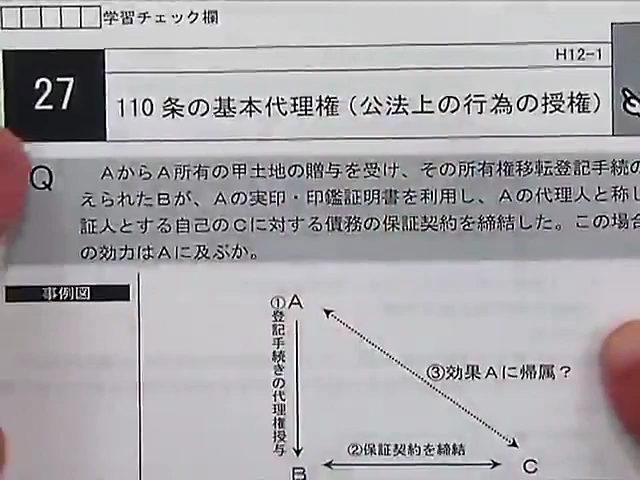 学習チェック欄
H12-1
27
110条の基本代理権（公法上の行為の授権）
Q
AからA所有の甲土地の贈与を受け、その所有権移転登記手続の
えられたBが、Aの実印・印鑑証明書を利用し、Aの代理人と称し
証人とする自己のCに対する債務の保証契約を締結した。この場合
の効力はAに及ぶか。
事例図
①登記手続きの代理権授与
A
③効果Aに帰属？
②保証契約を締結
B
C